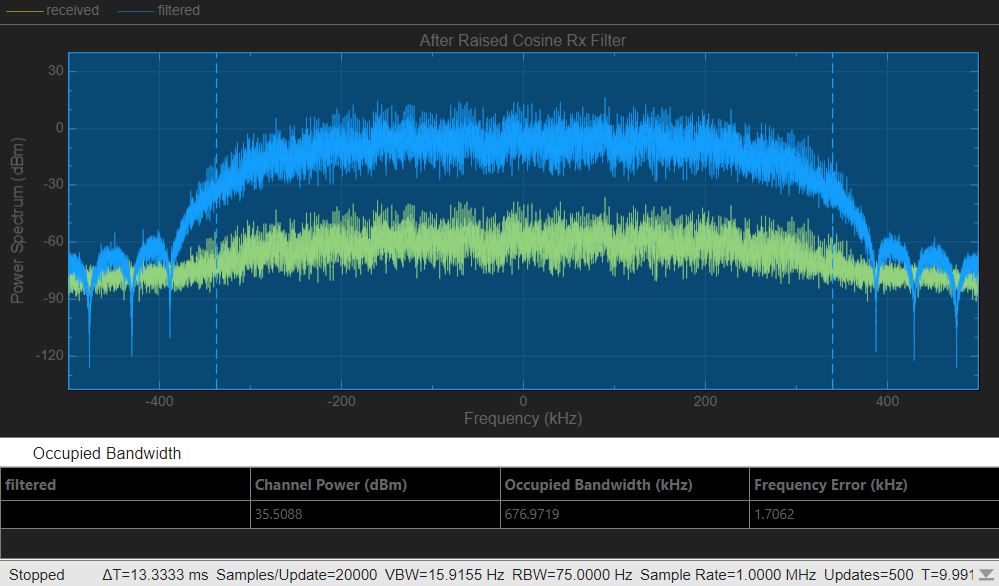 received filtered
After Raised Cosine Rx Filter
30
0
-30
-60
-90
-120
Power Spectrum (dBm)
-400 -200 0 200 400
Frequency (kHz)
Occupied Bandwidth
filtered Channel Power (dBm) Occupied Bandwidth (kHz) Frequency Error (kHz)
35.5088 676.9719 1.7062
Stopped ΔT=13.3333 ms Samples/Update=20000 VBW=15.9155 Hz RBW=75.0000 Hz Sample Rate=1.0000 MHz Updates=500 T=9.991